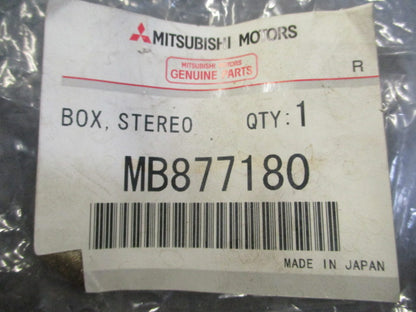 MITSUBISHI MOTORS
MITSUBISHI MOTORS
GENUINE PARTS
R
BOX, STEREO QTY:1
MB877180
MADE IN JAPAN